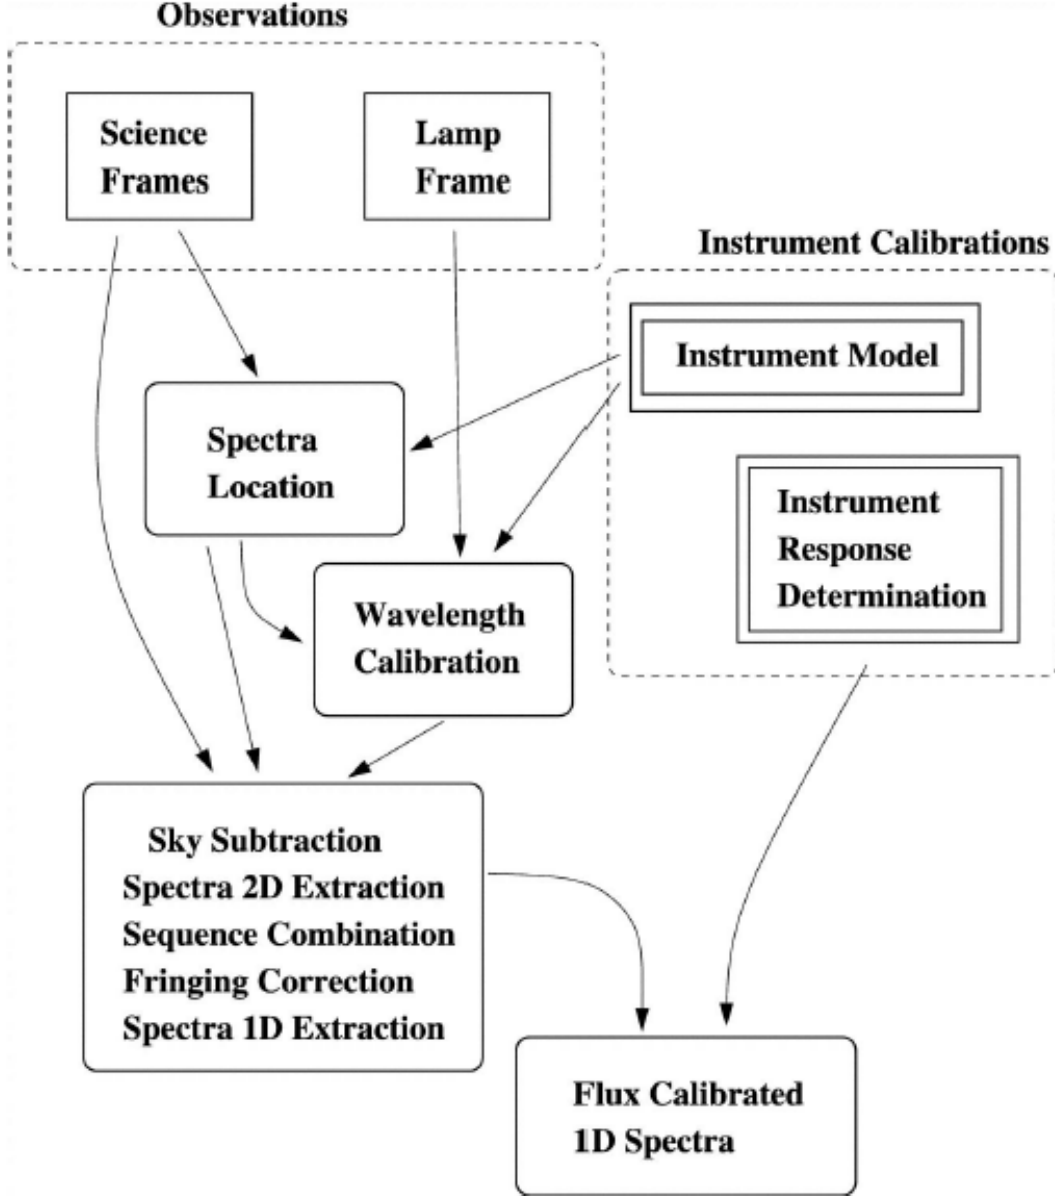 Observations
Science
Frames
Lamp
Frame
Instrument Calibrations
Instrument Model
Spectra
Location
Instrument
Response
Determination
Wavelength
Calibration
Sky Subtraction
Spectra 2D Extraction
Sequence Combination
Fringing Correction
Spectra 1D Extraction
Flux Calibrated
1D Spectra